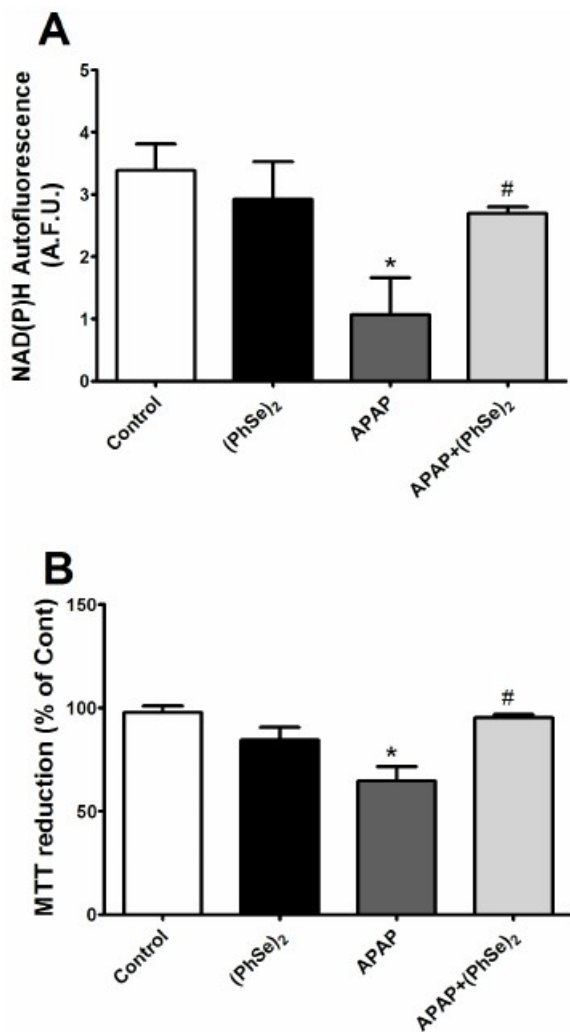 A
NAD(P)H Autofluorescence
(A.F.U.)
5
4
3
2
1
0
*
#
Control
(PhSe)₂
APAP
APAP+(PhSe)₂
B
MTT reduction (% of Cont)
150
100
50
0
*
#
Control
(PhSe)₂
APAP
APAP+(PhSe)₂